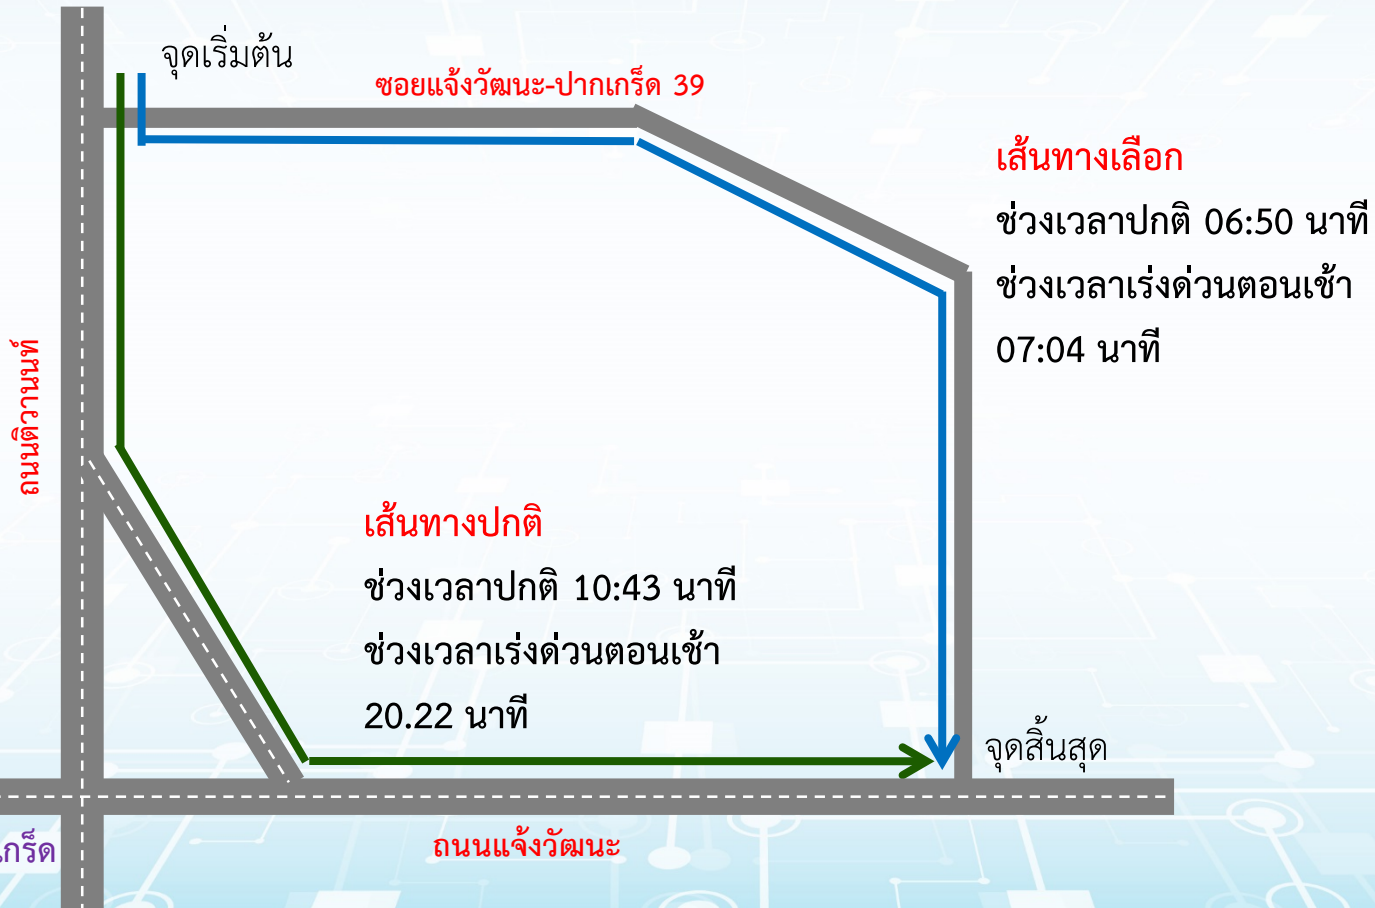 จุดเริ่มต้น
ซอยแจ้งวัฒนะ-ปากเกร็ด 39
เส้นทางเลือก
ช่วงเวลาปกติ 06:50 นาที
ช่วงเวลาเร่งด่วนตอนเช้า
07:04 นาที
ถนนติวานนท์
เส้นทางปกติ
ช่วงเวลาปกติ 10:43 นาที
ช่วงเวลาเร่งด่วนตอนเช้า
20.22 นาที
จุดสิ้นสุด
ถนนแจ้งวัฒนะ